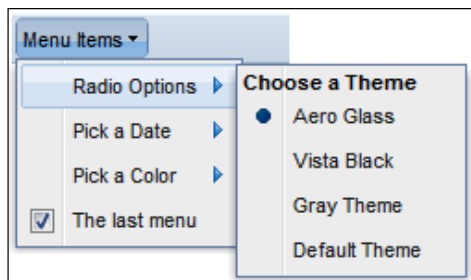 Menu Items
Radio Options
Pick a Date
Pick a Color
The last menu
Choose a Theme
Aero Glass
Vista Black
Gray Theme
Default Theme